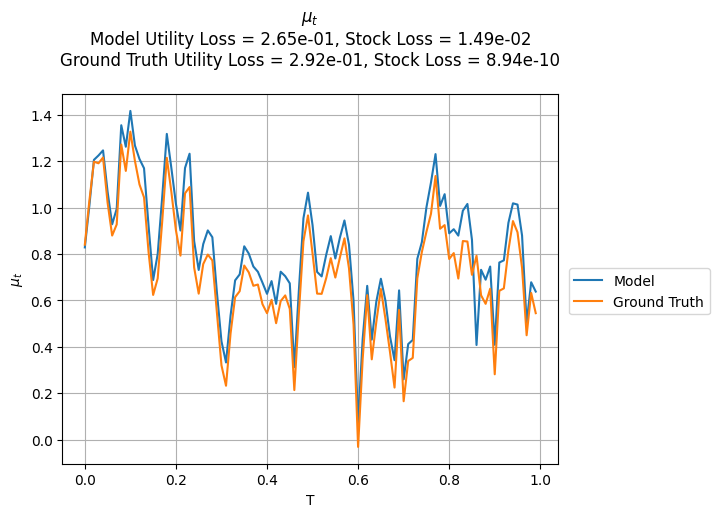 μt
Model Utility Loss = 2.65e-01, Stock Loss = 1.49e-02
Ground Truth Utility Loss = 2.92e-01, Stock Loss = 8.94e-10
1.4
1.2
1.0
0.8
0.6
0.4
0.2
0.0
μt
0.0 0.2 0.4 0.6 0.8 1.0
T
Model
Ground Truth